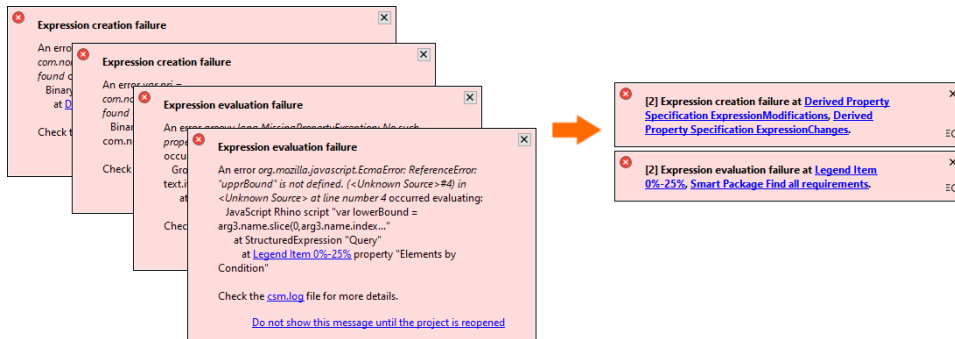 Expression creation failure
An erro
com.nor
found o
Binary
at D
Check t
Expression creation failure
An error var pri =
com.no
found
Binar
com.n
Check
Expression evaluation failure
An error groovy.lang.MissingPropertyException: No such
prope
occu
Gro
text.i
at
Chec
Expression evaluation failure
An error org.mozilla.javascript.EcmaError: ReferenceError:
"upprBound" is not defined. (<Unknown Source>#4) in
<Unknown Source> at line number 4 occurred evaluating:
JavaScript Rhino script "var lowerBound =
arg3.name.slice(0,arg3.name.index..."
at StructuredExpression "Query"
at Legend Item 0%-25% property "Elements by
Condition"
Check the csm.log file for more details.
Do not show this message until the project is reopened
[2] Expression creation failure at Derived Property
Specification ExpressionModifications, Derived
Property Specification ExpressionChanges.
[2] Expression evaluation failure at Legend Item
0%-25%, Smart Package Find all requirements.